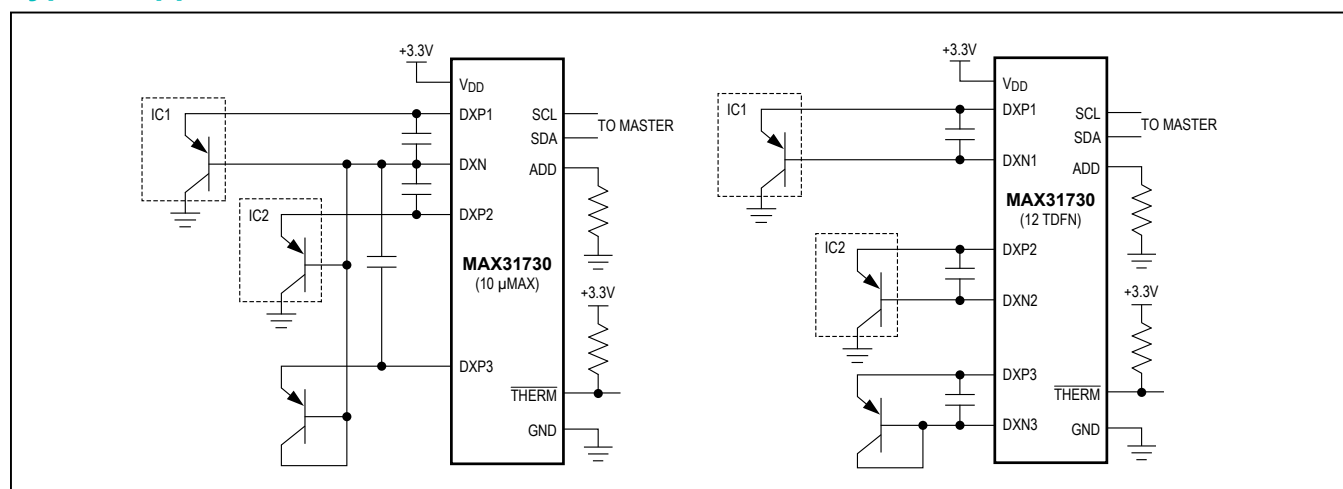 +3.3V
VDD
IC1
DXP1
SCL
TO MASTER
SDA
DXN
ADD
IC2
DXP2
MAX31730
(10 µMAX)
+3.3V
DXP3
THERM
GND
+3.3V
VDD
IC1
DXP1
SCL
TO MASTER
SDA
DXN1
ADD
MAX31730
(12 TDFN)
IC2
DXP2
DXN2
+3.3V
DXP3
THERM
DXN3
GND